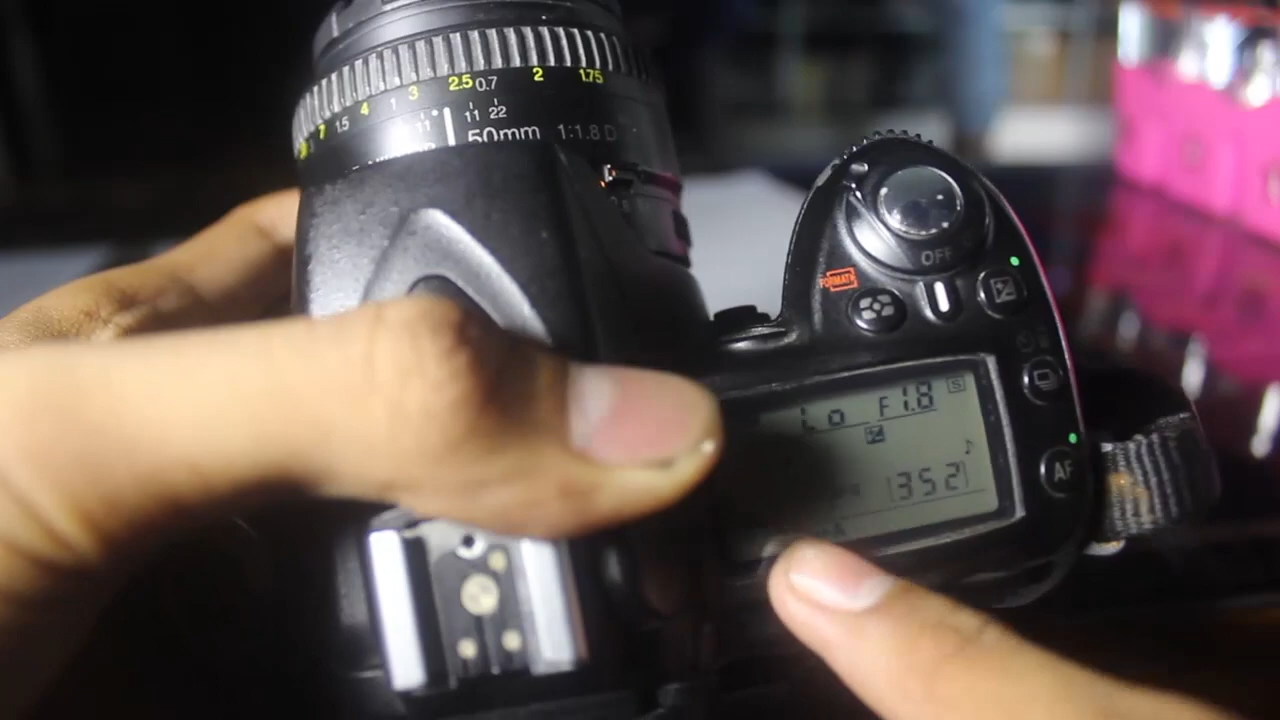 2.5 0.7 2 1.75
7 1.5 4 1 3
11 11 22
50mm 1:1.8 D
OFF
FORMAT
Lo F1.8 S
[352]
AF